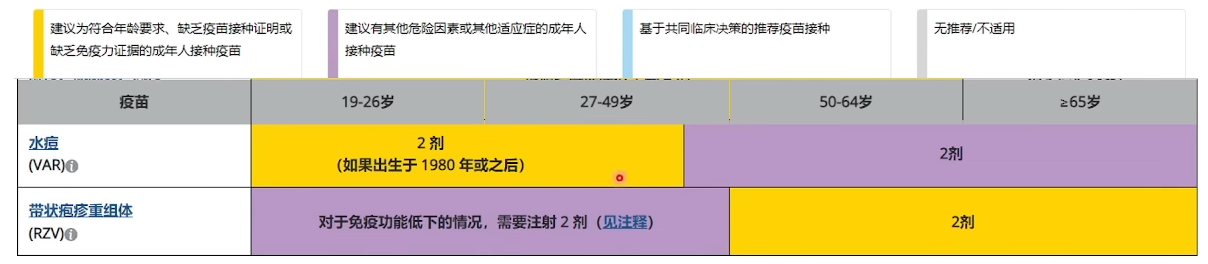 建议为符合年龄要求、缺乏疫苗接种证明或
缺乏免疫力证据的成年人接种疫苗
建议有其他危险因素或其他适应症的成年人
接种疫苗
基于共同临床决策的推荐疫苗接种
无推荐/不适用
疫苗 19-26岁 27-49岁 50-64岁 ≥65岁
水痘
(VAR)
2 剂
(如果出生于 1980 年或之后)
2剂
带状疱疹重组体
(RZV)
对于免疫功能低下的情况，需要注射 2 剂（见注释）
2剂